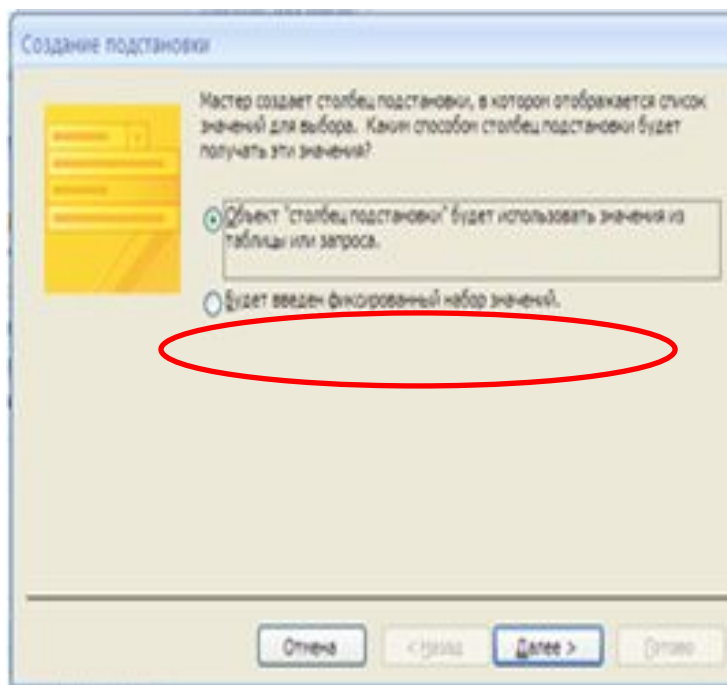 Создание подстановки
Мастер создает столбец подстановки, в котором отображается список
значений для выбора. Каким способом столбец подстановки будет
получать эти значения?
Объект "столбец подстановки" будет использовать значения из
таблицы или запроса.
Будет введен фиксированный набор значений.
Отмена
< Назад
Далее >
Готово